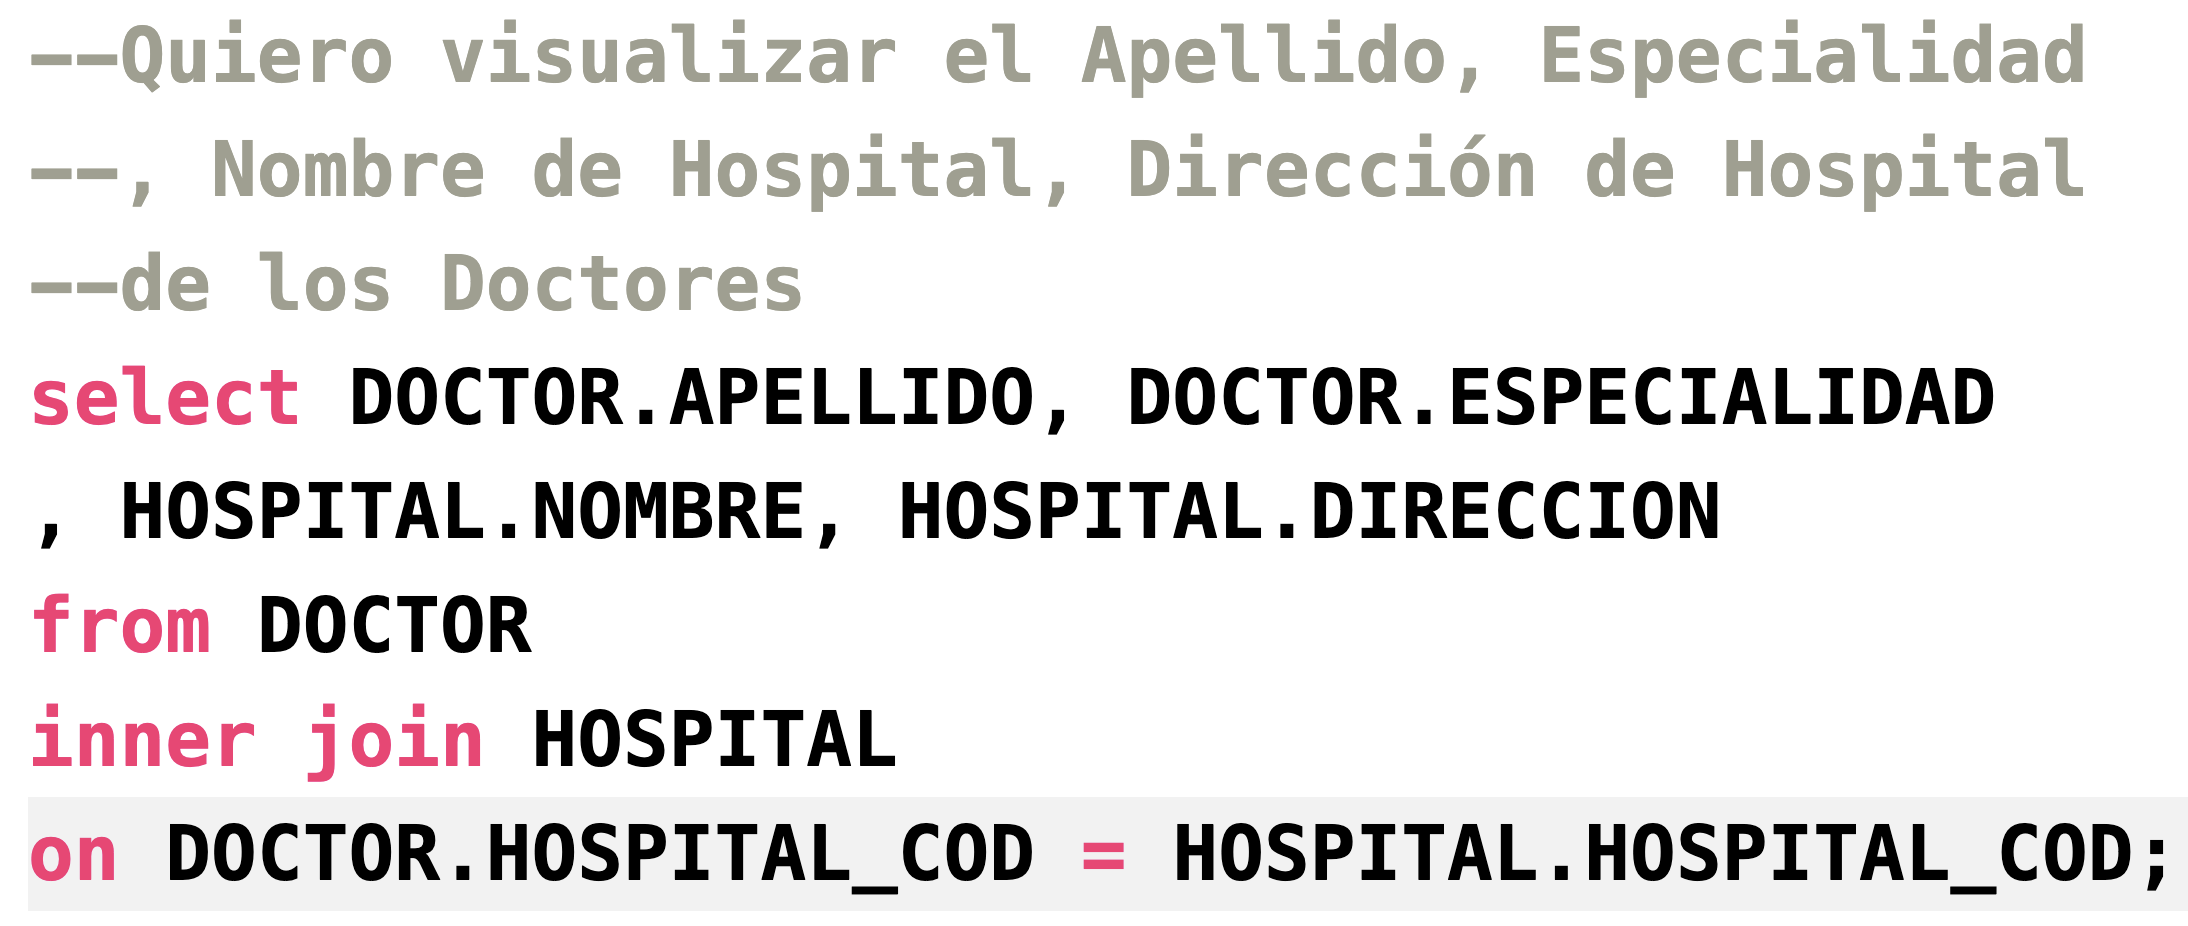 --Quiero visualizar el Apellido, Especialidad
--, Nombre de Hospital, Dirección de Hospital
--de los Doctores
select DOCTOR.APELLIDO, DOCTOR.ESPECIALIDAD
, HOSPITAL.NOMBRE, HOSPITAL.DIRECCION
from DOCTOR
inner join HOSPITAL
on DOCTOR.HOSPITAL_COD = HOSPITAL.HOSPITAL_COD;